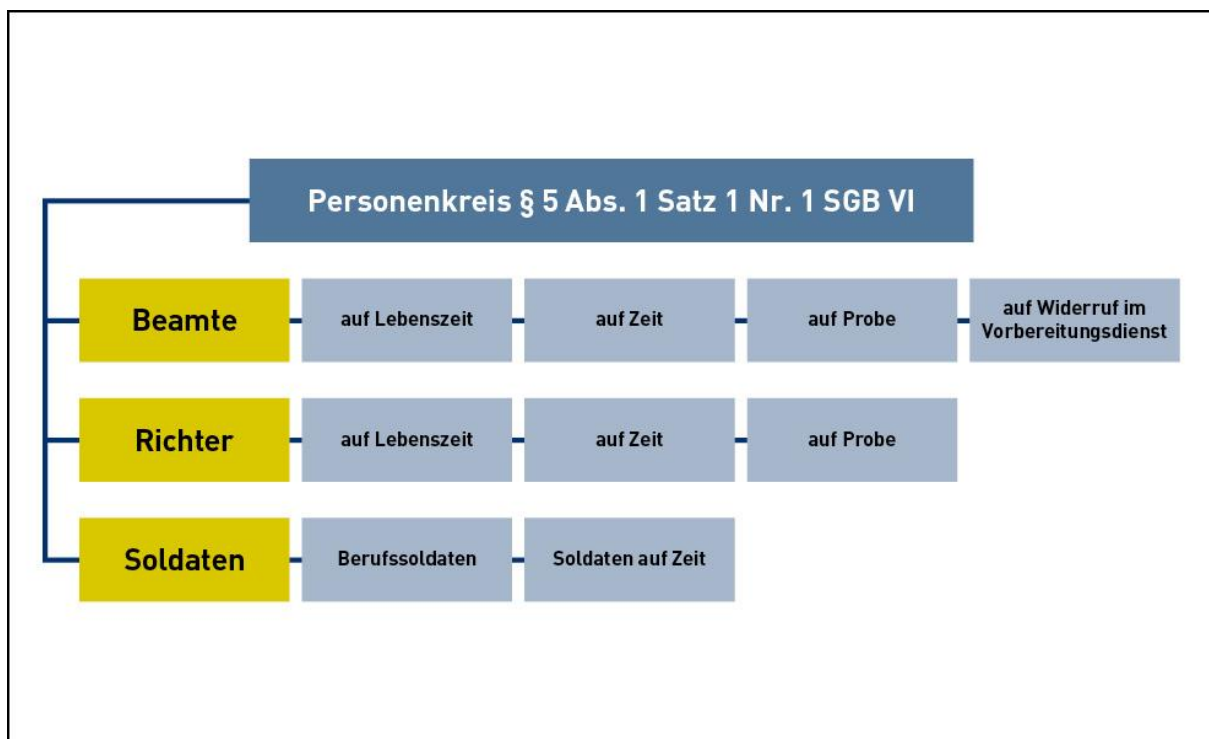 Personenkreis § 5 Abs. 1 Satz 1 Nr. 1 SGB VI
Beamte
auf Lebenszeit
auf Zeit
auf Probe
auf Widerruf im
Vorbereitungsdienst
Richter
auf Lebenszeit
auf Zeit
auf Probe
Soldaten
Berufssoldaten
Soldaten auf Zeit